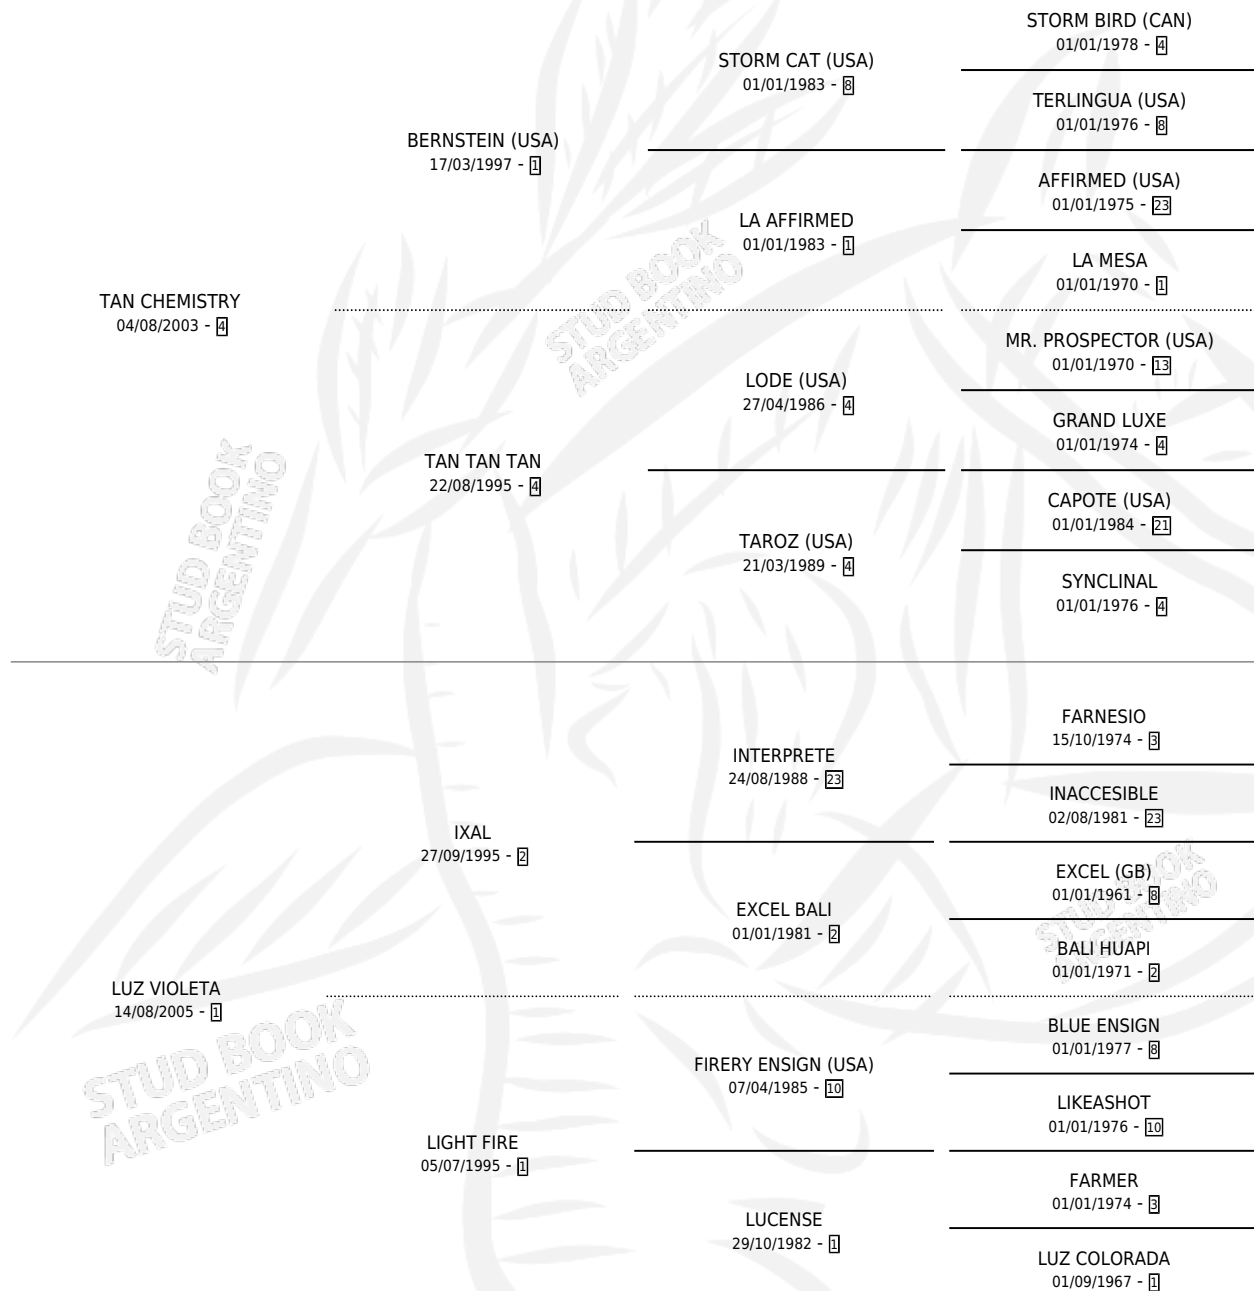 STORM BIRD (CAN)
01/01/1978 - 4
STORM CAT (USA)
01/01/1983 - 8
TERLINGUA (USA)
01/01/1976 - 8
BERNSTEIN (USA)
17/03/1997 - 1
AFFIRMED (USA)
01/01/1975 - 23
LA AFFIRMED
01/01/1983 - 1
LA MESA
01/01/1970 - 1
TAN CHEMISTRY
04/08/2003 - 4
MR. PROSPECTOR (USA)
01/01/1970 - 13
LODE (USA)
27/04/1986 - 4
GRAND LUXE
01/01/1974 - 4
TAN TAN TAN
22/08/1995 - 4
CAPOTE (USA)
01/01/1984 - 21
TAROZ (USA)
21/03/1989 - 4
SYNCLINAL
01/01/1976 - 4
FARNESIO
15/10/1974 - 3
INTERPRETE
24/08/1988 - 23
INACCESIBLE
02/08/1981 - 23
IXAL
27/09/1995 - 2
EXCEL (GB)
01/01/1961 - 8
EXCEL BALI
01/01/1981 - 2
BALI HUAPI
01/01/1971 - 2
LUZ VIOLETA
14/08/2005 - 1
BLUE ENSIGN
01/01/1977 - 8
FIRERY ENSIGN (USA)
07/04/1985 - 10
LIKEASHOT
01/01/1976 - 10
LIGHT FIRE
05/07/1995 - 1
FARMER
01/01/1974 - 3
LUCENSE
29/10/1982 - 1
LUZ COLORADA
01/09/1967 - 1
STUD BOOK
ARGENTINO
STUD BOOK
ARGENTINO
STUD BOOK
ARGENTINO
STUD BOOK
ARGENTINO